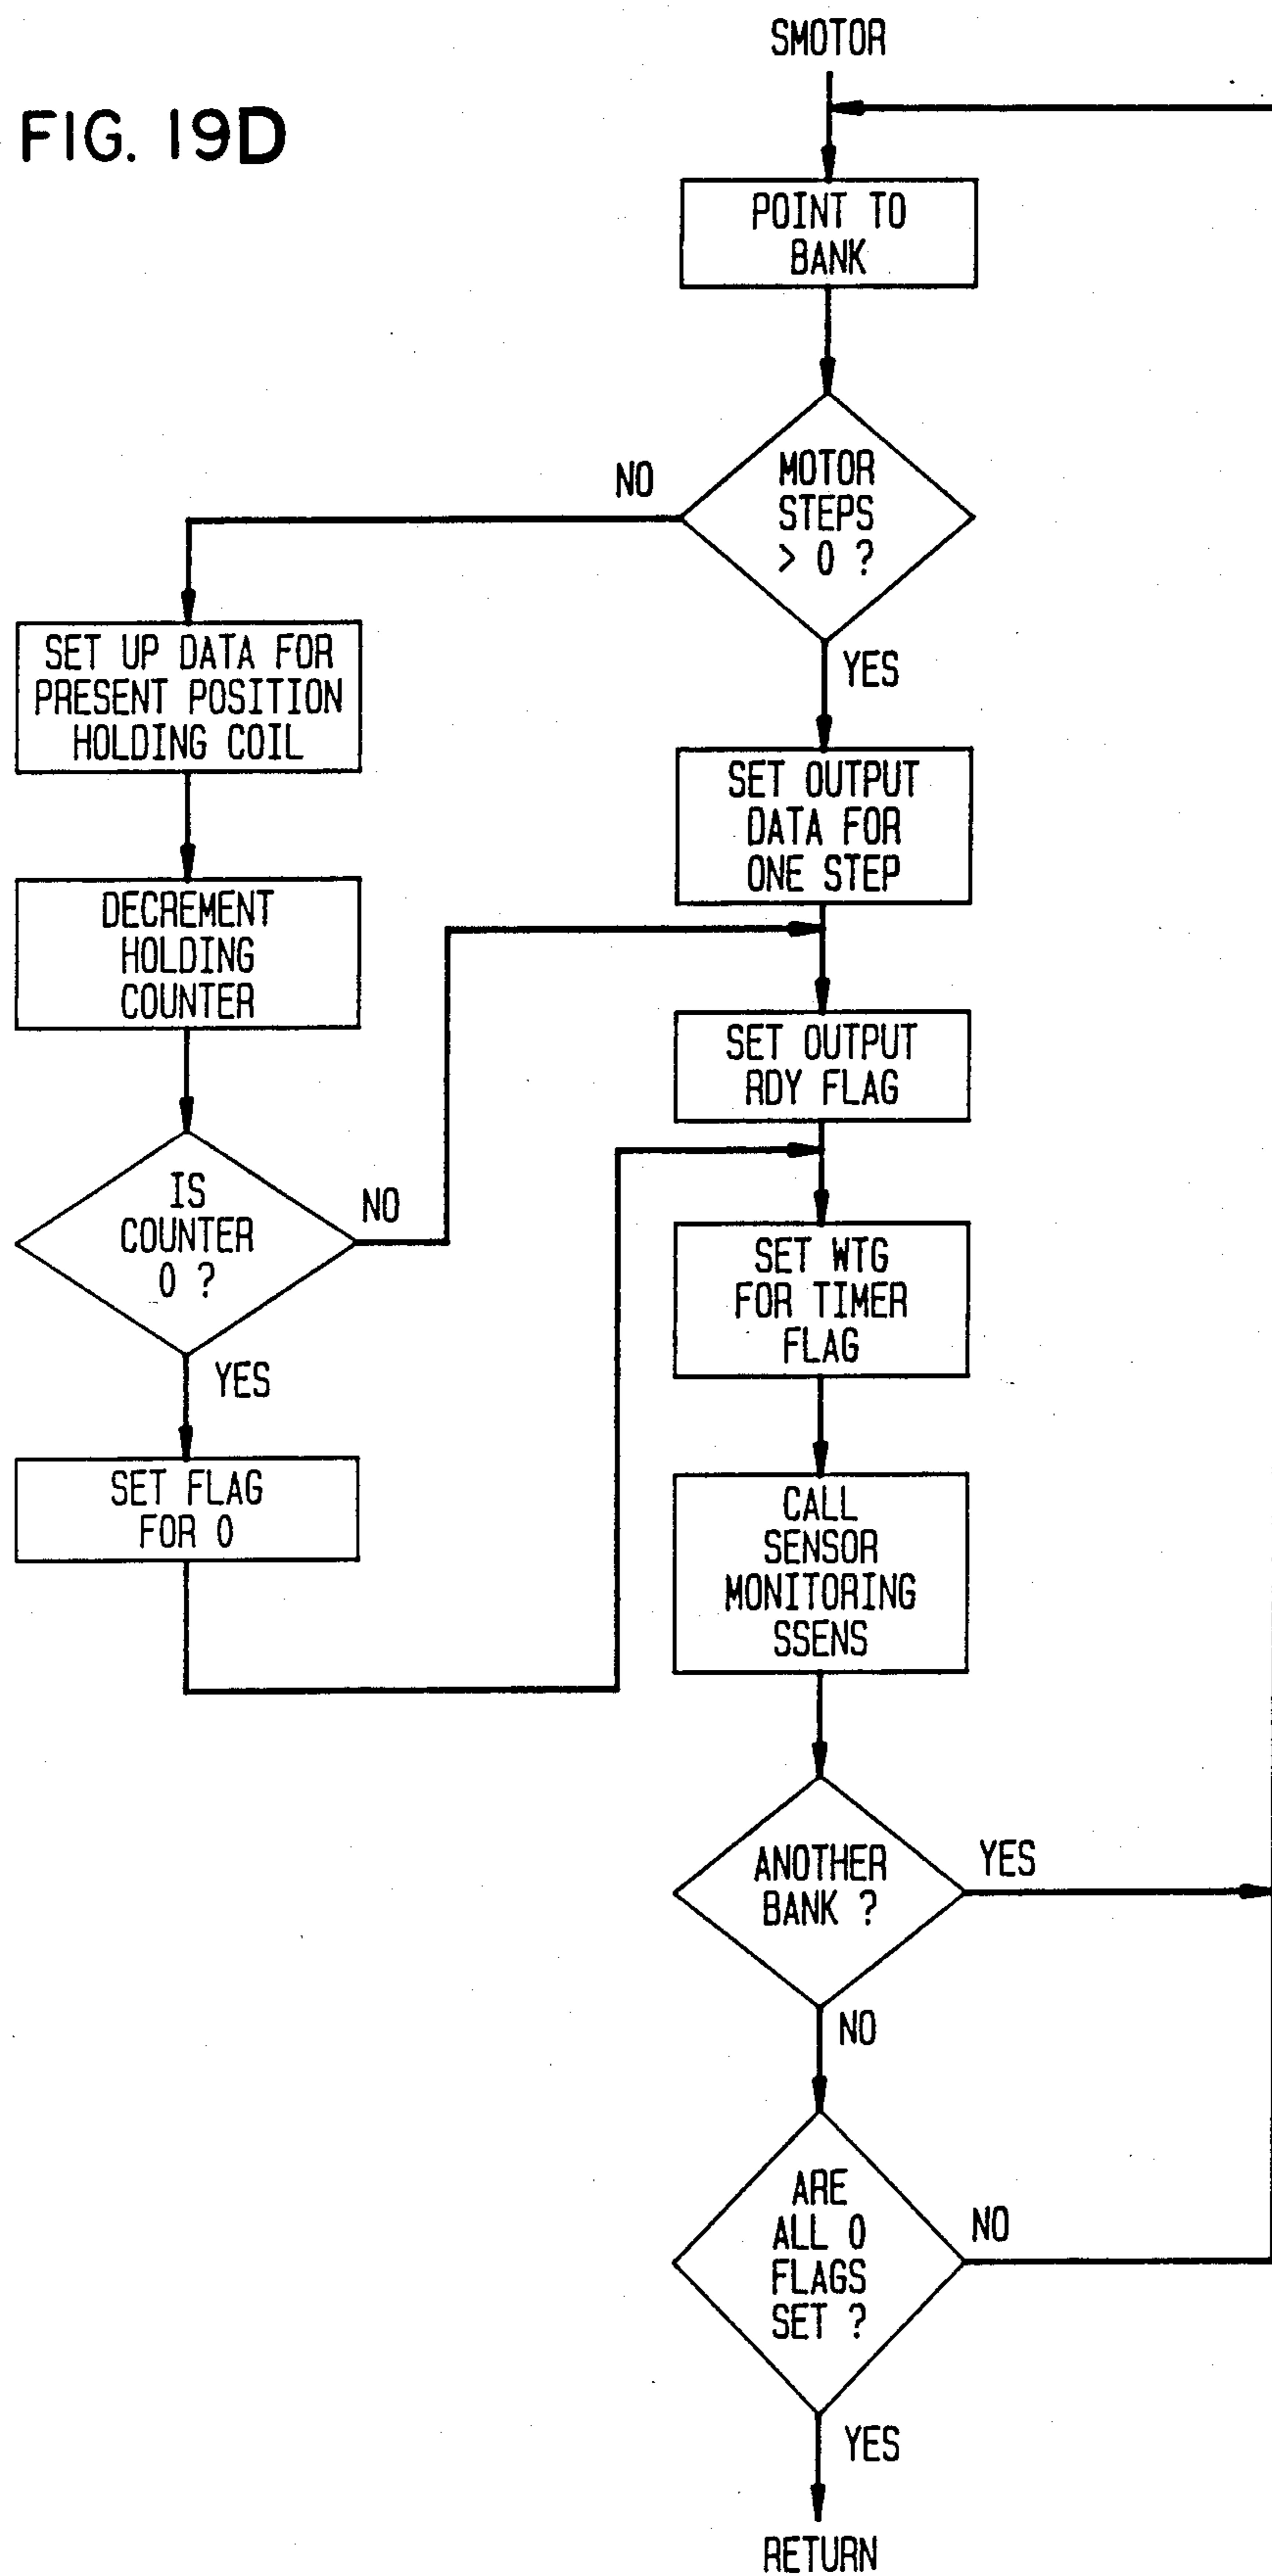 SMOTOR
FIG. 19D
POINT TO
BANK
MOTOR
STEPS
> 0 ?
NO
YES
SET UP DATA FOR
PRESENT POSITION
HOLDING COIL
DECREMENT
HOLDING
COUNTER
IS
COUNTER
0 ?
NO
YES
SET FLAG
FOR 0
SET OUTPUT
DATA FOR
ONE STEP
SET OUTPUT
RDY FLAG
SET WTG
FOR TIMER
FLAG
CALL
SENSOR
MONITORING
SSENS
ANOTHER
BANK ?
YES
NO
ARE
ALL 0
FLAGS
SET ?
NO
YES
RETURN